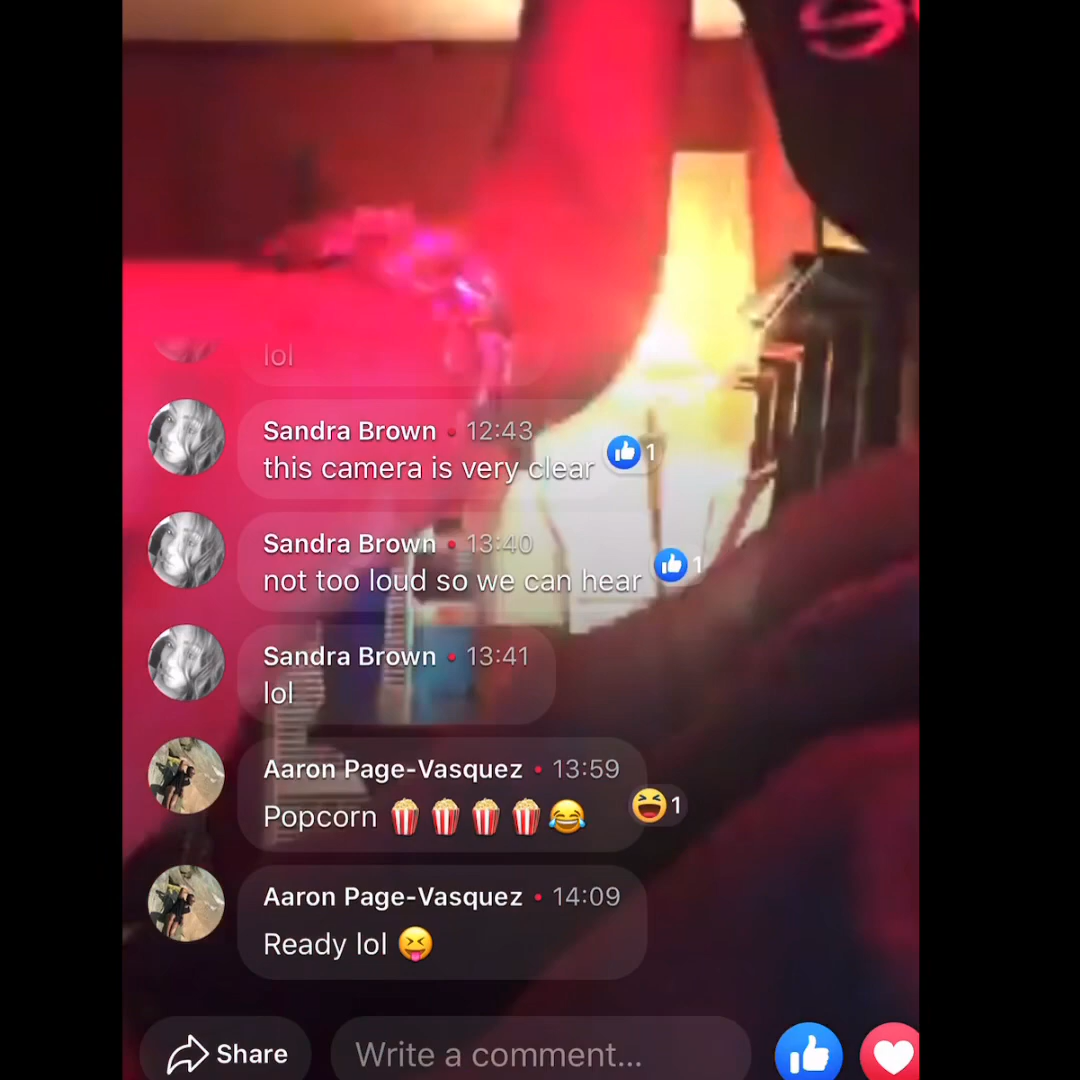 lol
Sandra Brown • 12:43
this camera is very clear
1
Sandra Brown • 13:40
not too loud so we can hear
1
Sandra Brown • 13:41
lol
Aaron Page-Vasquez • 13:59
Popcorn 🍿🍿🍿🍿😂
1
Aaron Page-Vasquez • 14:09
Ready lol 😝
Share
Write a comment...